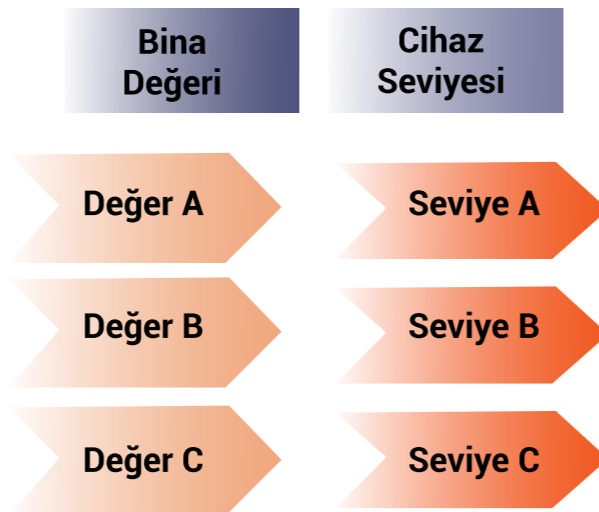 Bina
Değeri
Cihaz
Seviyesi
Değer A
Seviye A
Değer B
Seviye B
Değer C
Seviye C